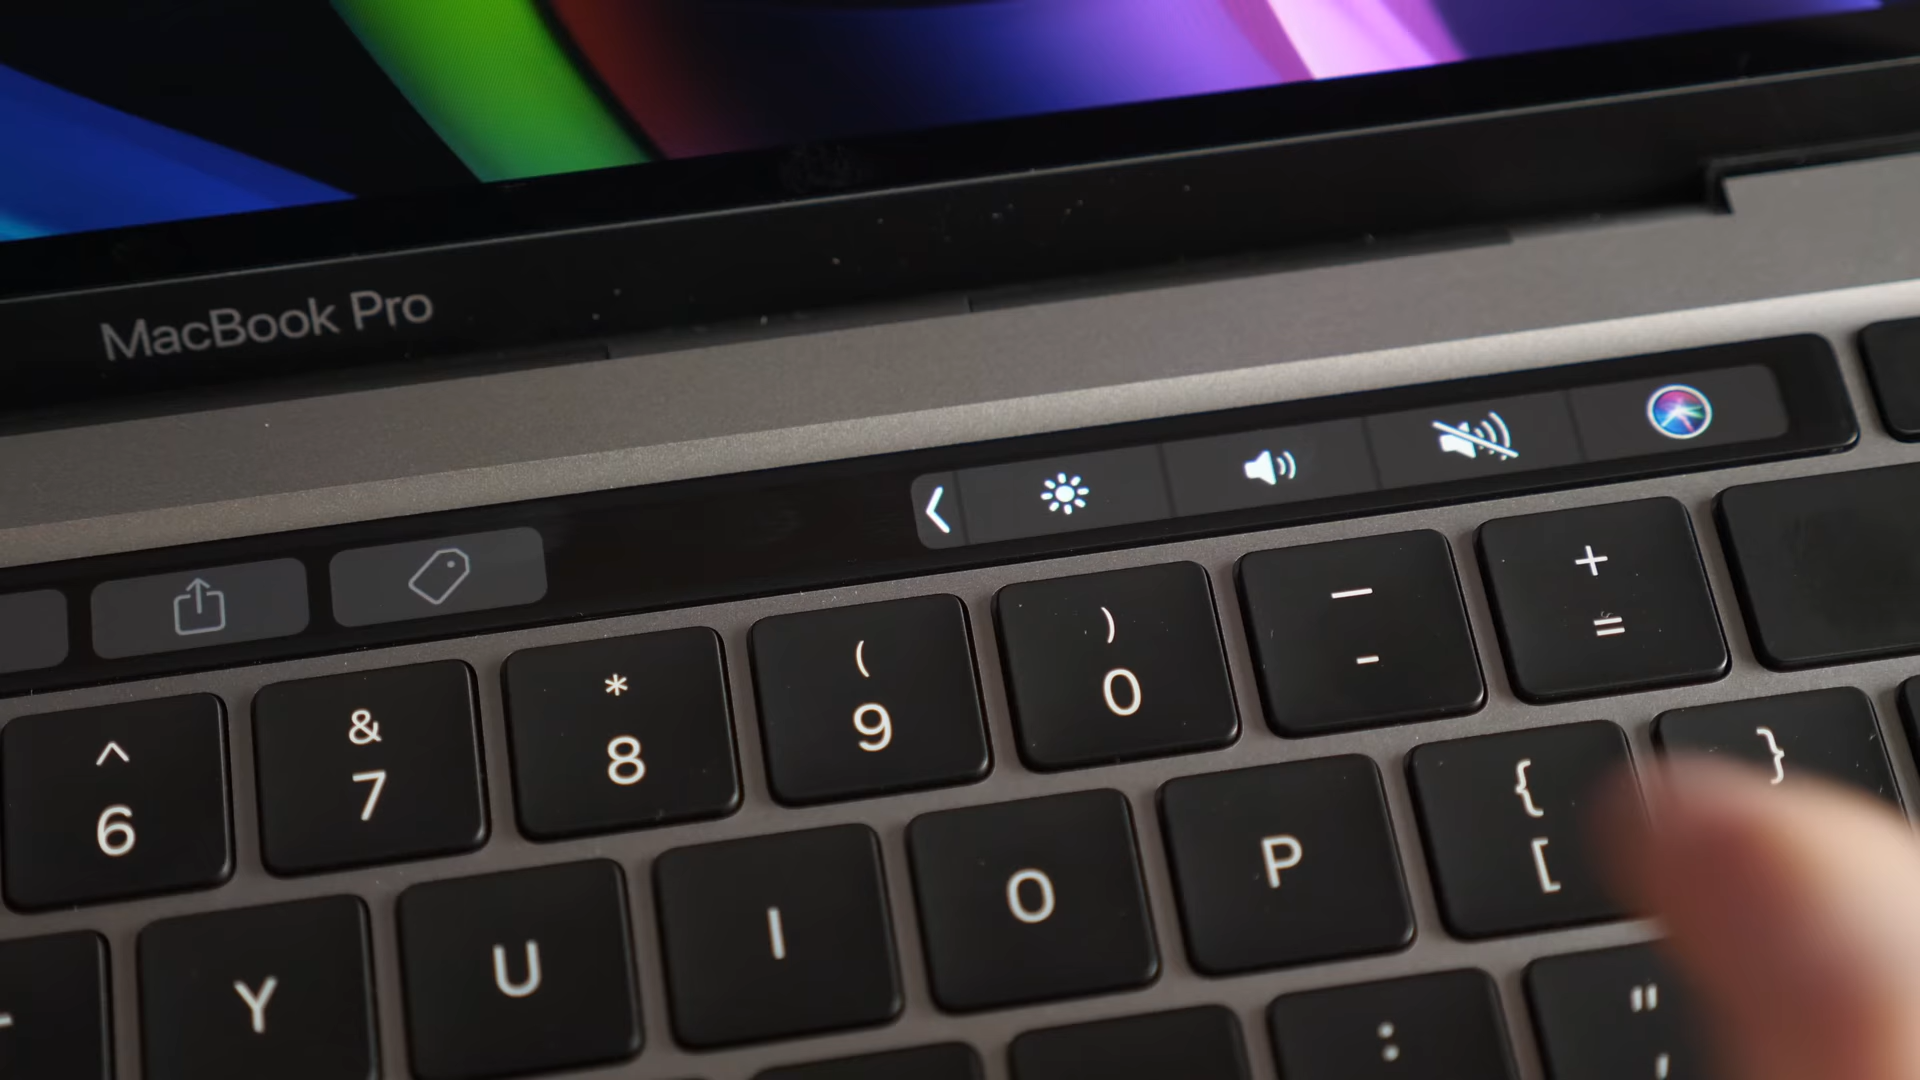 MacBook Pro
^ & * ( ) — +
6 7 8 9 0 - =
{ }
Y U I O P [
: "